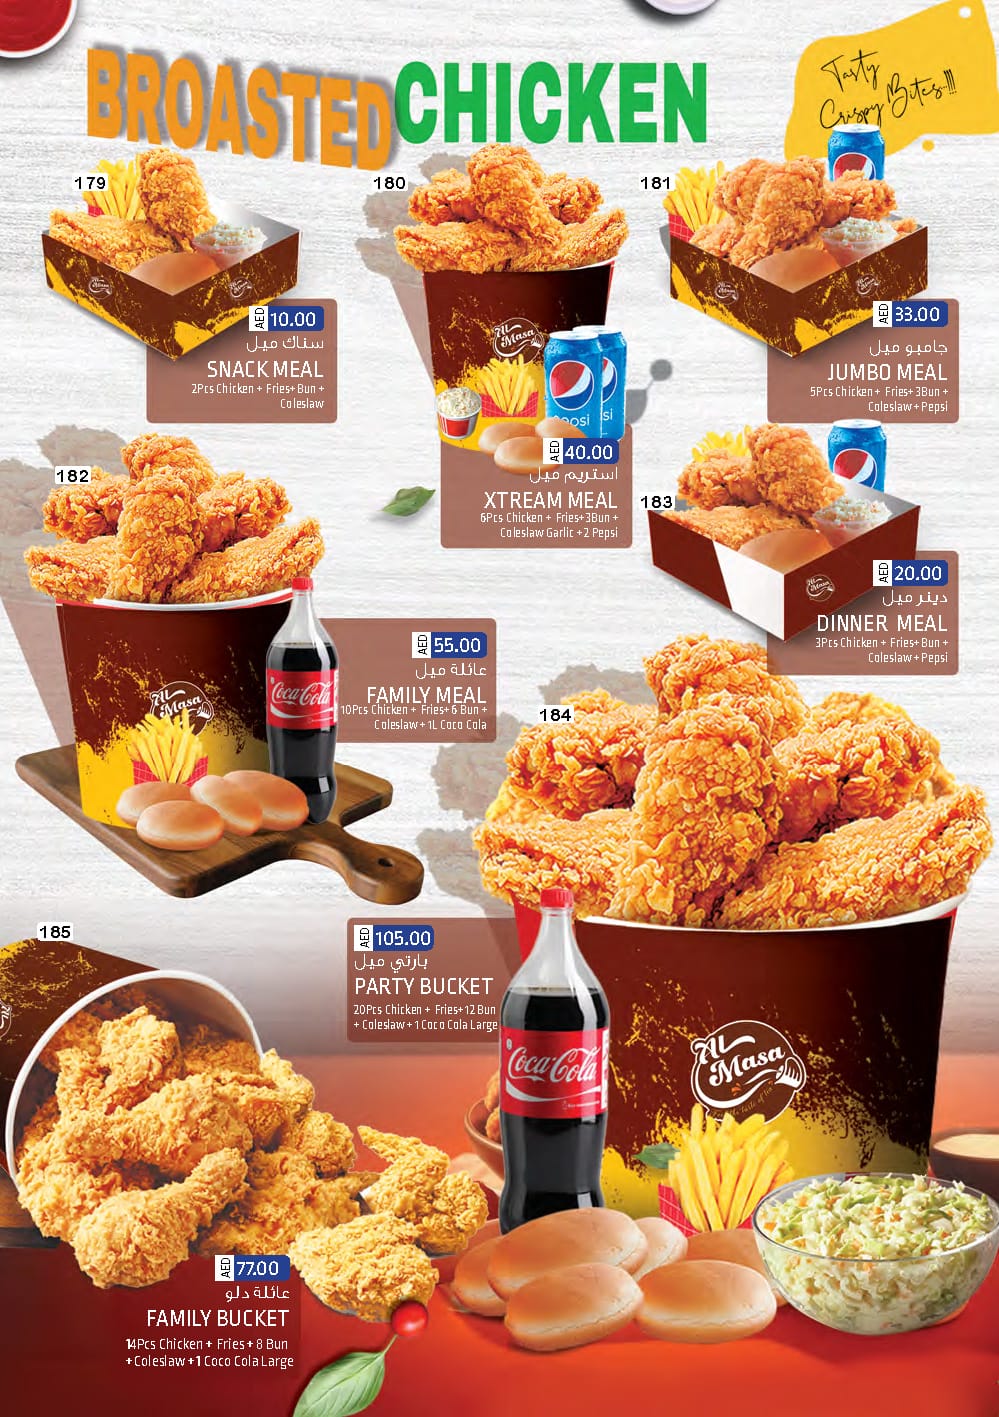 BROASTED CHICKEN
Tasty
Crispy Bites..!!!
179
AED 10.00
سناك ميل
SNACK MEAL
2Pcs Chicken + Fries+Bun +
Coleslaw
180
Al
Masa
AED 40.00
استريم ميل
XTREAM MEAL
6Pcs Chicken + Fries+3Bun +
Coleslaw Garlic +2 Pepsi
181
AED 33.00
جامبو ميل
JUMBO MEAL
5Pcs Chicken + Fries+3Bun +
Coleslaw+Pepsi
182
Al
Masa
Coca-Cola
AED 55.00
عائلة ميل
FAMILY MEAL
10Pcs Chicken + Fries+6 Bun +
Coleslaw+1L Coco Cola
183
AED 20.00
دينر ميل
DINNER MEAL
3Pcs Chicken + Fries+Bun +
Coleslaw+Pepsi
184
AED 105.00
بارتي ميل
PARTY BUCKET
20Pcs Chicken + Fries+12 Bun
+ Coleslaw+1 Coco Cola Large
Coca-Cola
Al
Masa
185
AED 77.00
عائلة دلو
FAMILY BUCKET
14Pcs Chicken + Fries + 8 Bun
+Coleslaw +1 Coco Cola Large